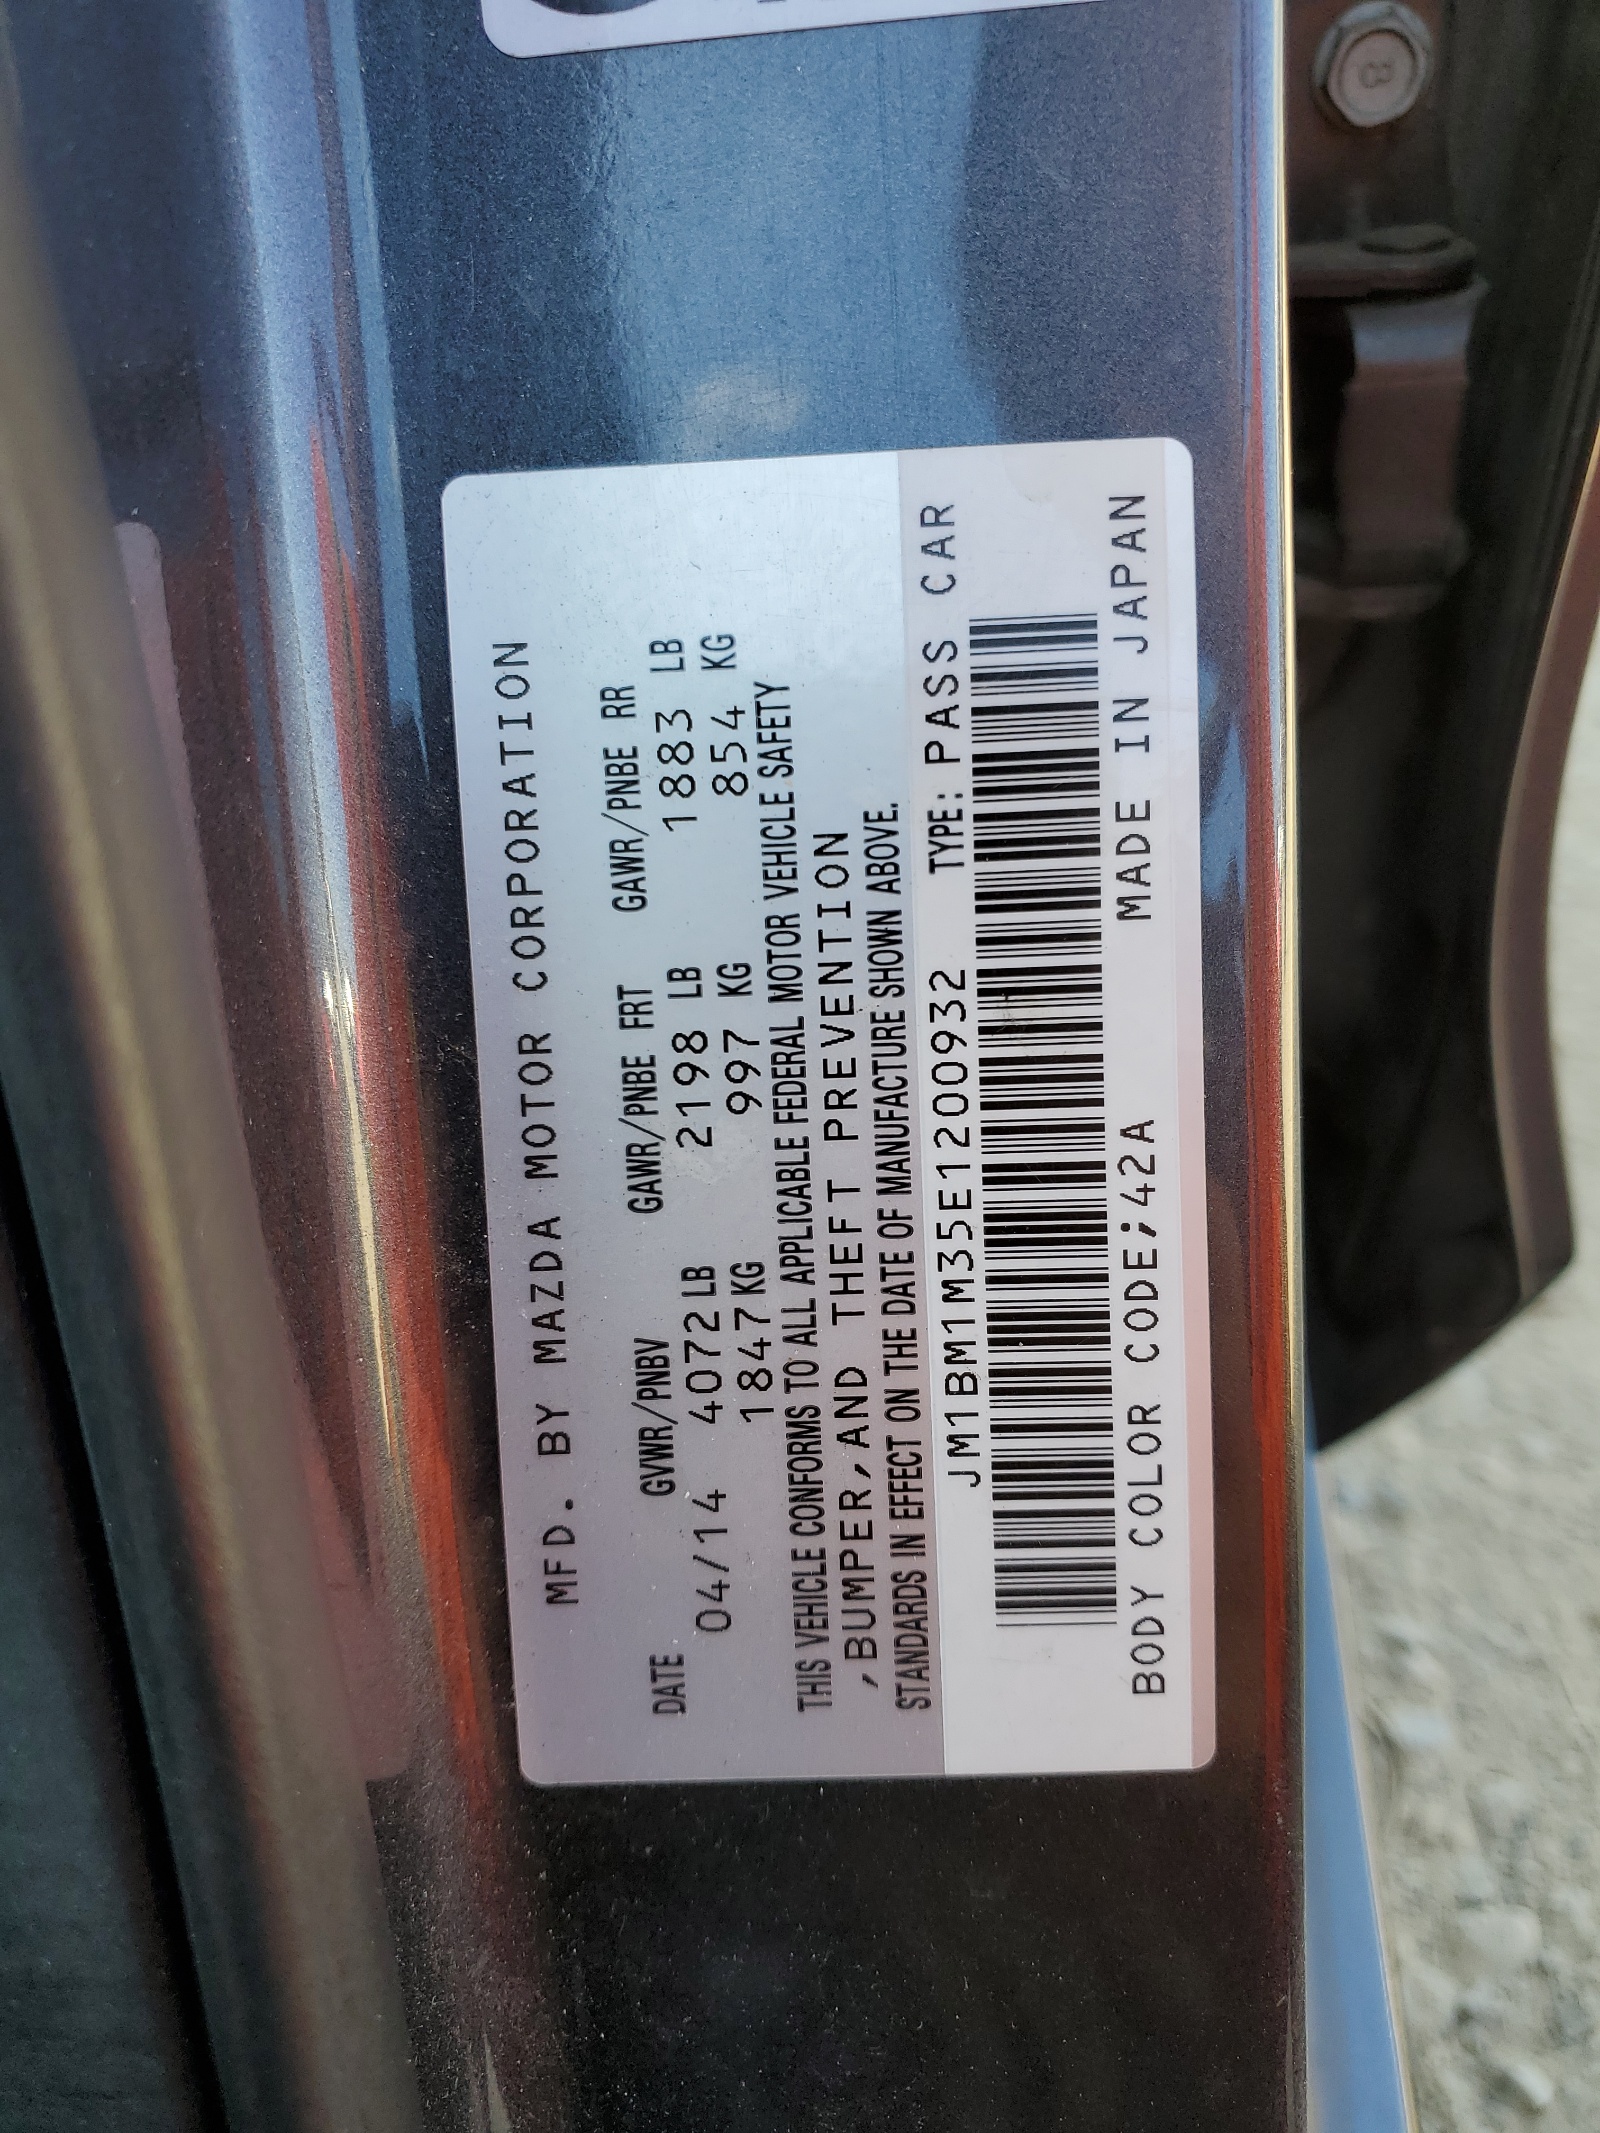 MFD. BY MAZDA MOTOR CORPORATION
DATE GVWR/PNBV GAWR/PNBE FRT GAWR/PNBE RR
04/14 4072 LB 2198 LB 1883 LB
1847 KG 997 KG 854 KG
THIS VEHICLE CONFORMS TO ALL APPLICABLE FEDERAL MOTOR VEHICLE SAFETY
,BUMPER,AND THEFT PREVENTION
STANDARDS IN EFFECT ON THE DATE OF MANUFACTURE SHOWN ABOVE.
JM1BM1M35E1200932 TYPE: PASS CAR
BODY COLOR CODE;42A MADE IN JAPAN
8